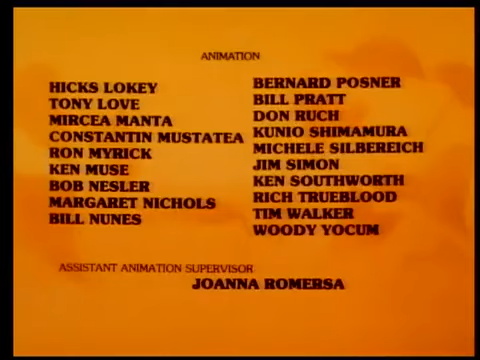 ANIMATION
HICKS LOKEY
TONY LOVE
MIRCEA MANTA
CONSTANTIN MUSTATEA
RON MYRICK
KEN MUSE
BOB NESLER
MARGARET NICHOLS
BILL NUNES
BERNARD POSNER
BILL PRATT
DON RUCH
KUNIO SHIMAMURA
MICHELE SILBEREICH
JIM SIMON
KEN SOUTHWORTH
RICH TRUEBLOOD
TIM WALKER
WOODY YOCUM
ASSISTANT ANIMATION SUPERVISOR
JOANNA ROMERSA